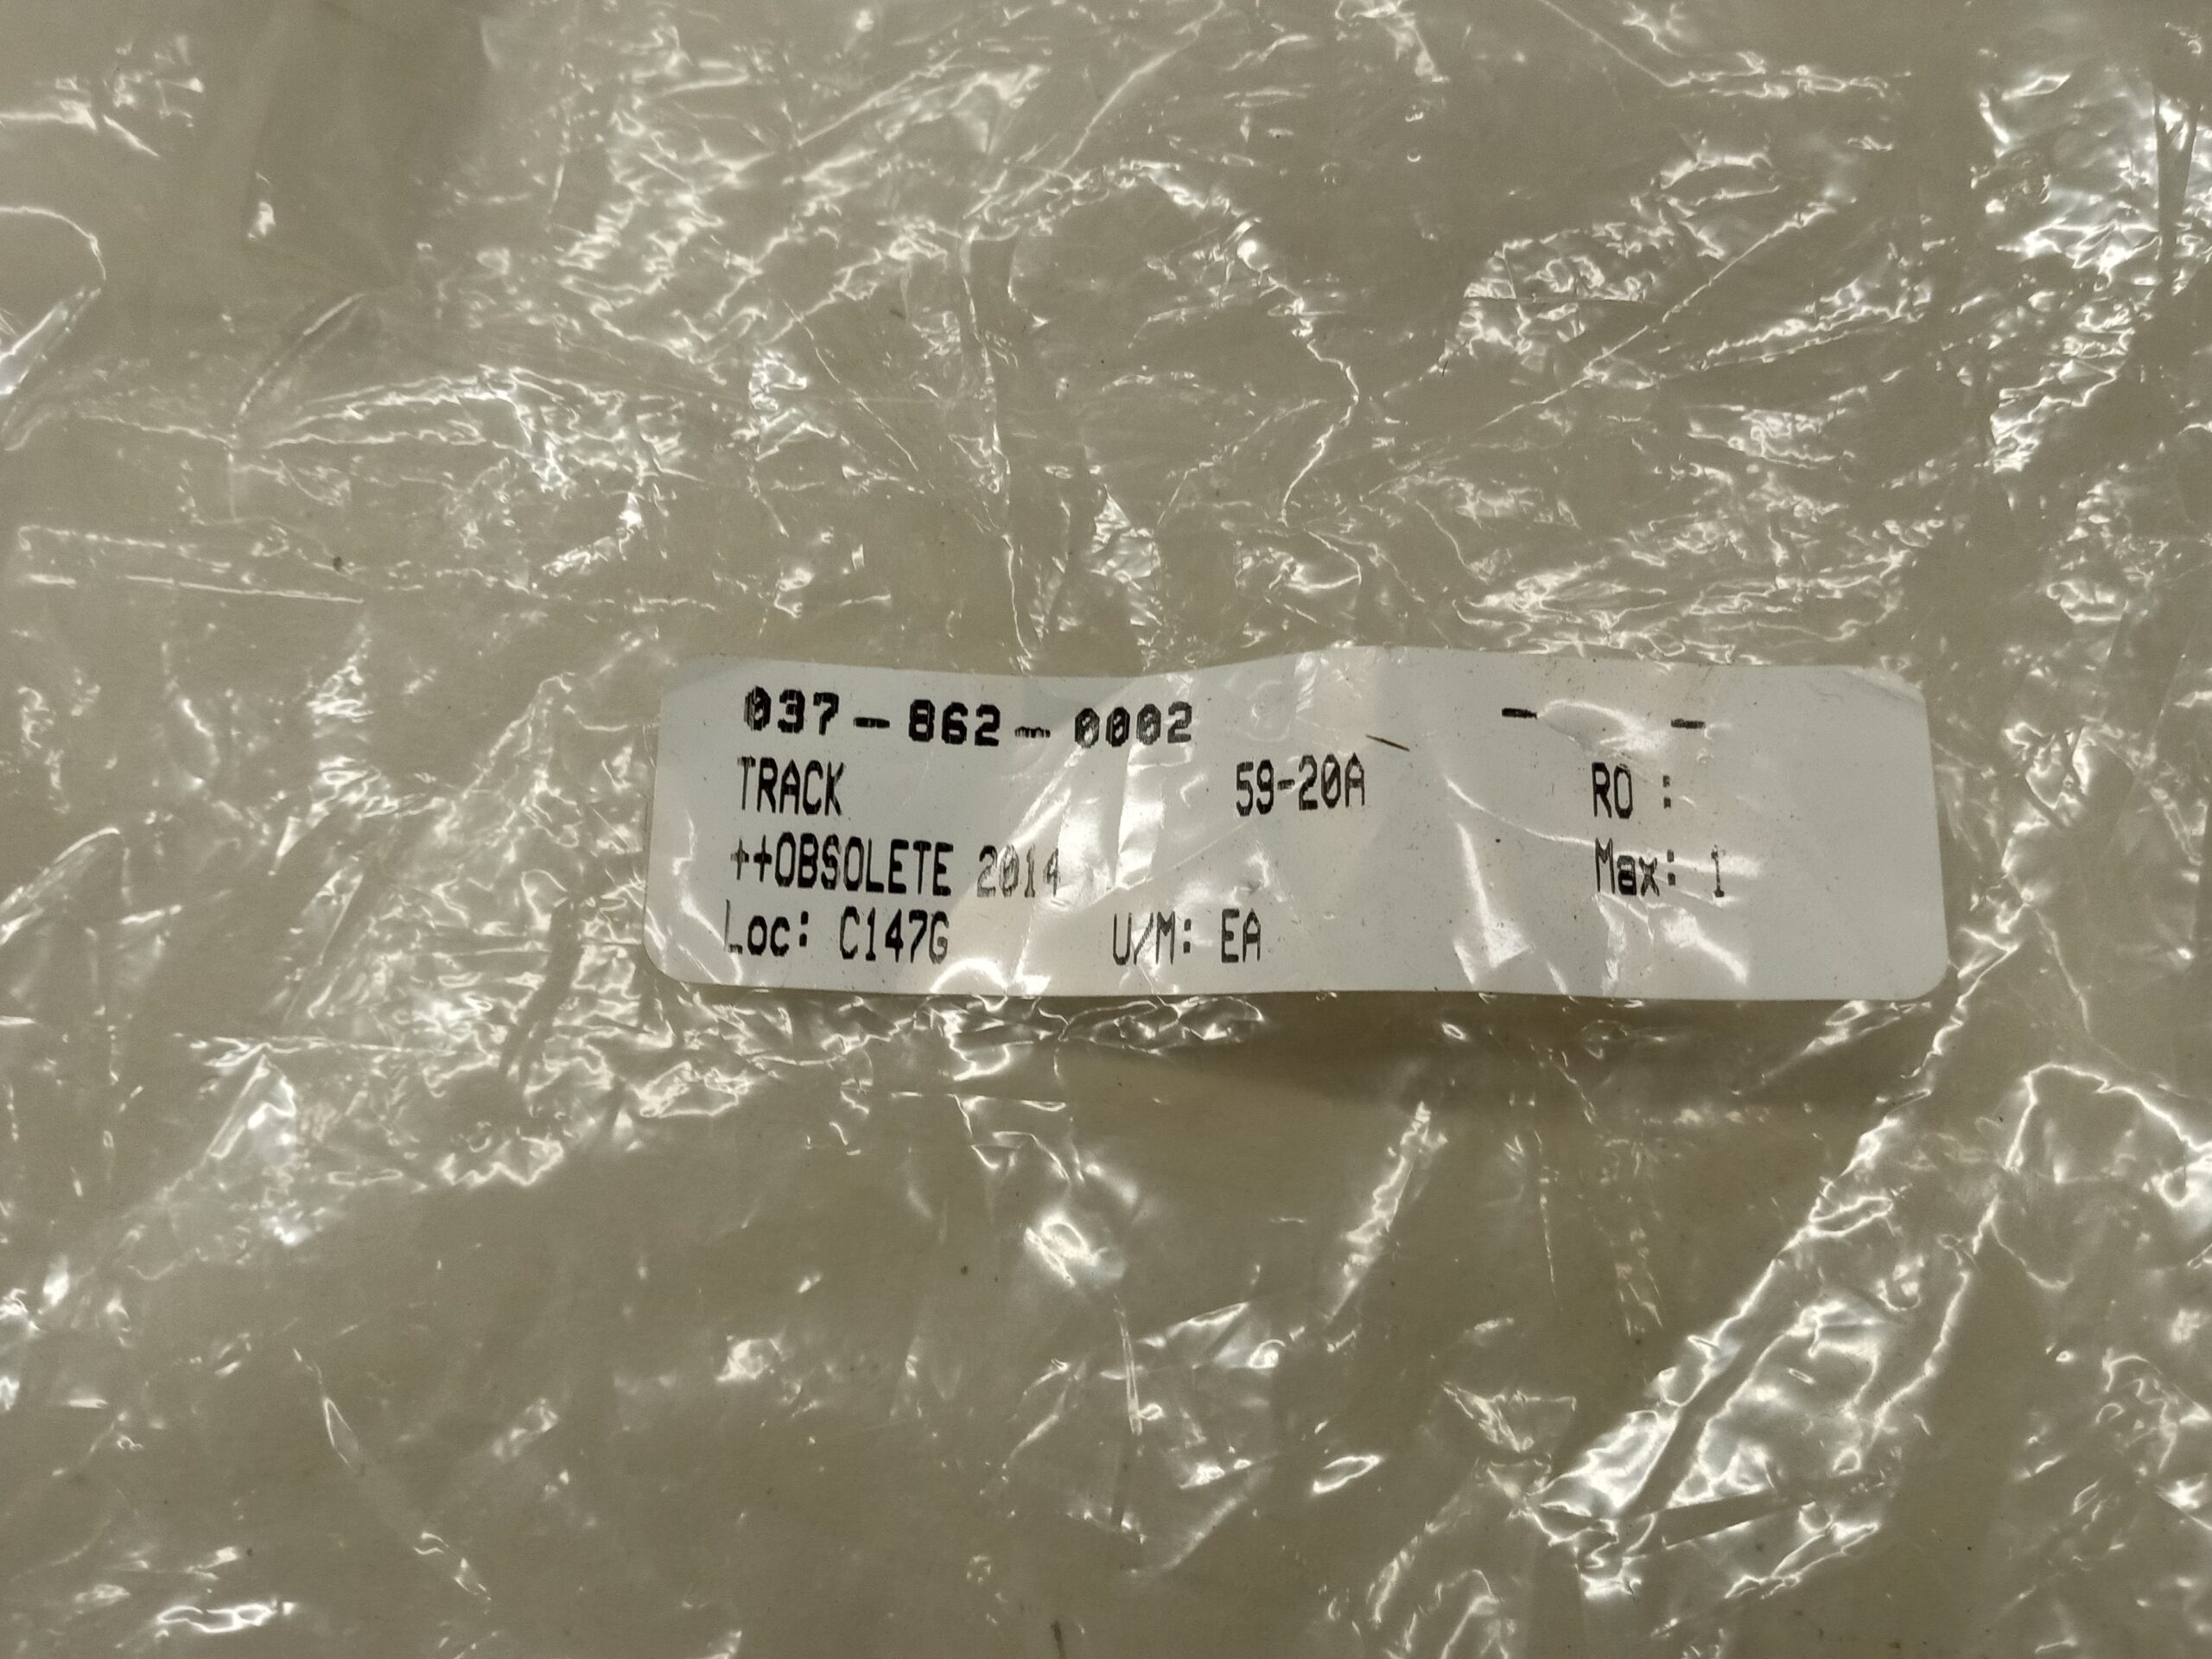 037-862-0002 - -
TRACK 59-20A RO :
++OBSOLETE 2014 Max: 1
Loc: C147G U/M: EA